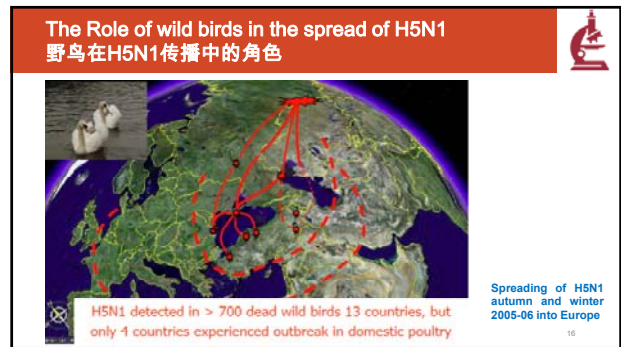 The Role of wild birds in the spread of H5N1
野鸟在H5N1传播中的角色
H5N1 detected in > 700 dead wild birds 13 countries, but
only 4 countries experienced outbreak in domestic poultry
Spreading of H5N1
autumn and winter
2005-06 into Europe
16